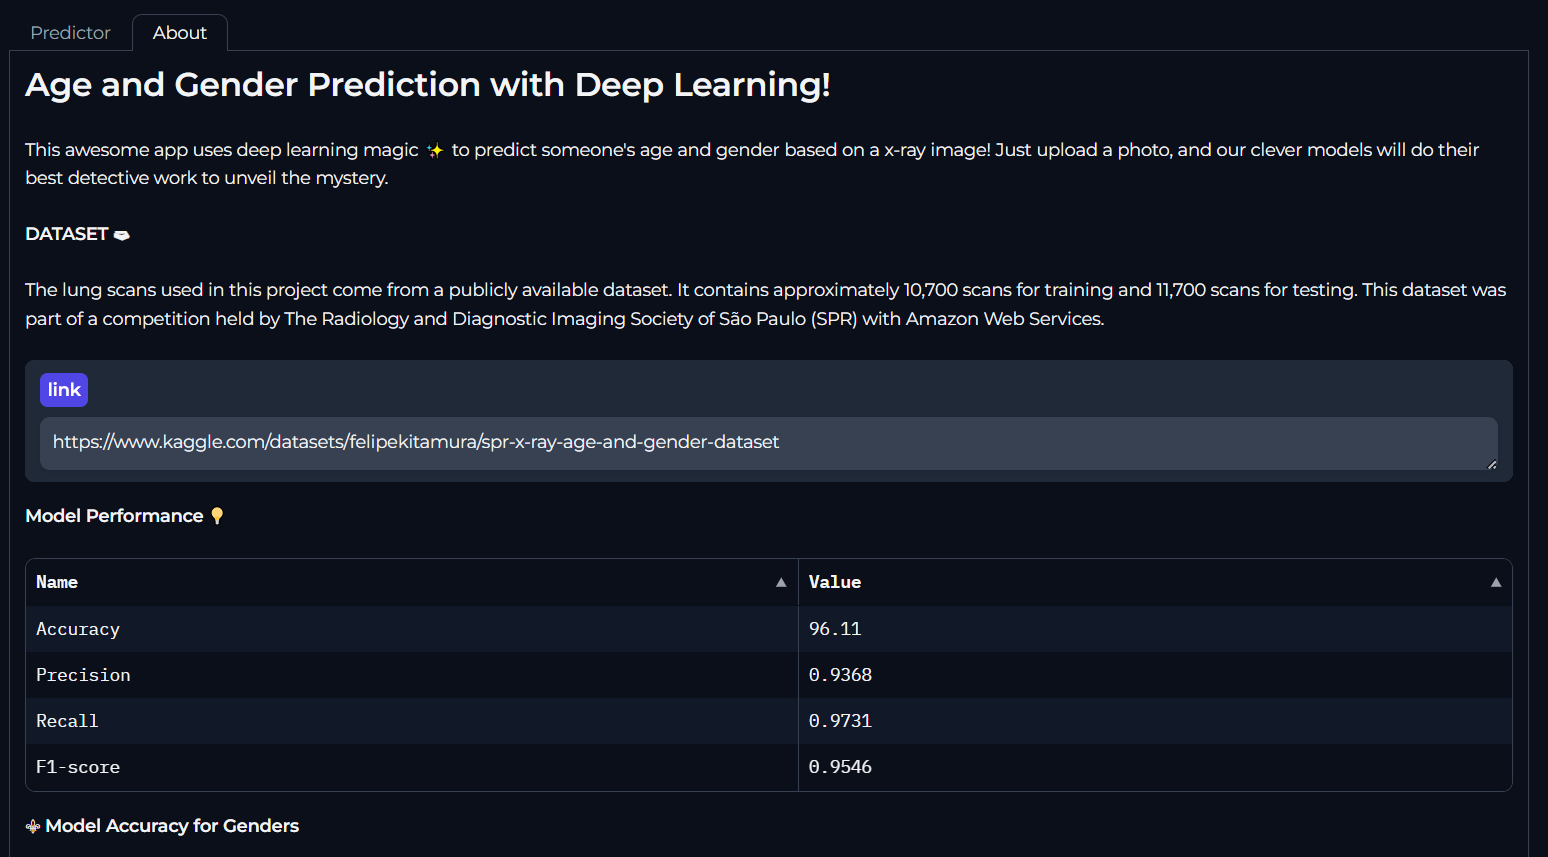 Predictor
About
Age and Gender Prediction with Deep Learning!
This awesome app uses deep learning magic ✨ to predict someone's age and gender based on a x-ray image! Just upload a photo, and our clever models will do their
best detective work to unveil the mystery.
DATASET
The lung scans used in this project come from a publicly available dataset. It contains approximately 10,700 scans for training and 11,700 scans for testing. This dataset was
part of a competition held by The Radiology and Diagnostic Imaging Society of São Paulo (SPR) with Amazon Web Services.
link
https://www.kaggle.com/datasets/felipekitamura/spr-x-ray-age-and-gender-dataset
Model Performance 💡
Name ▲ Value ▲
Accuracy 96.11
Precision 0.9368
Recall 0.9731
F1-score 0.9546
⚜ Model Accuracy for Genders